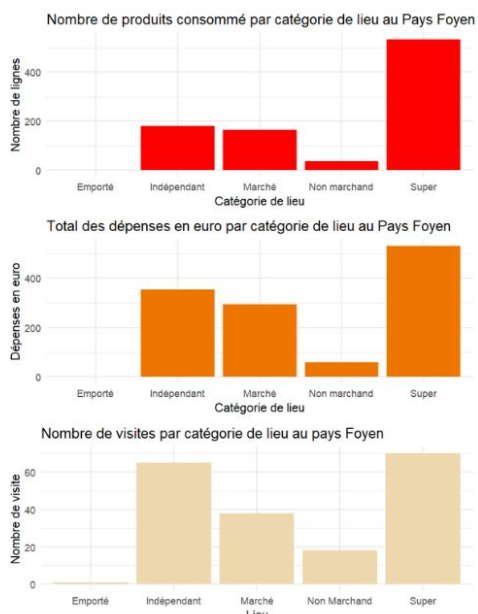 Nombre de produits consommé par catégorie de lieu au Pays Foyen
Nombre de lignes
400
200
0
Emporté Indépendant Marché Non marchand Super
Catégorie de lieu
Total des dépenses en euro par catégorie de lieu au Pays Foyen
Dépenses en euro
400
200
0
Emporté Indépendant Marché Non marchand Super
Catégorie de lieu
Nombre de visites par catégorie de lieu au pays Foyen
Nombre de visite
60
40
20
0
Emporté Indépendant Marché Non Marchand Super
Lieu